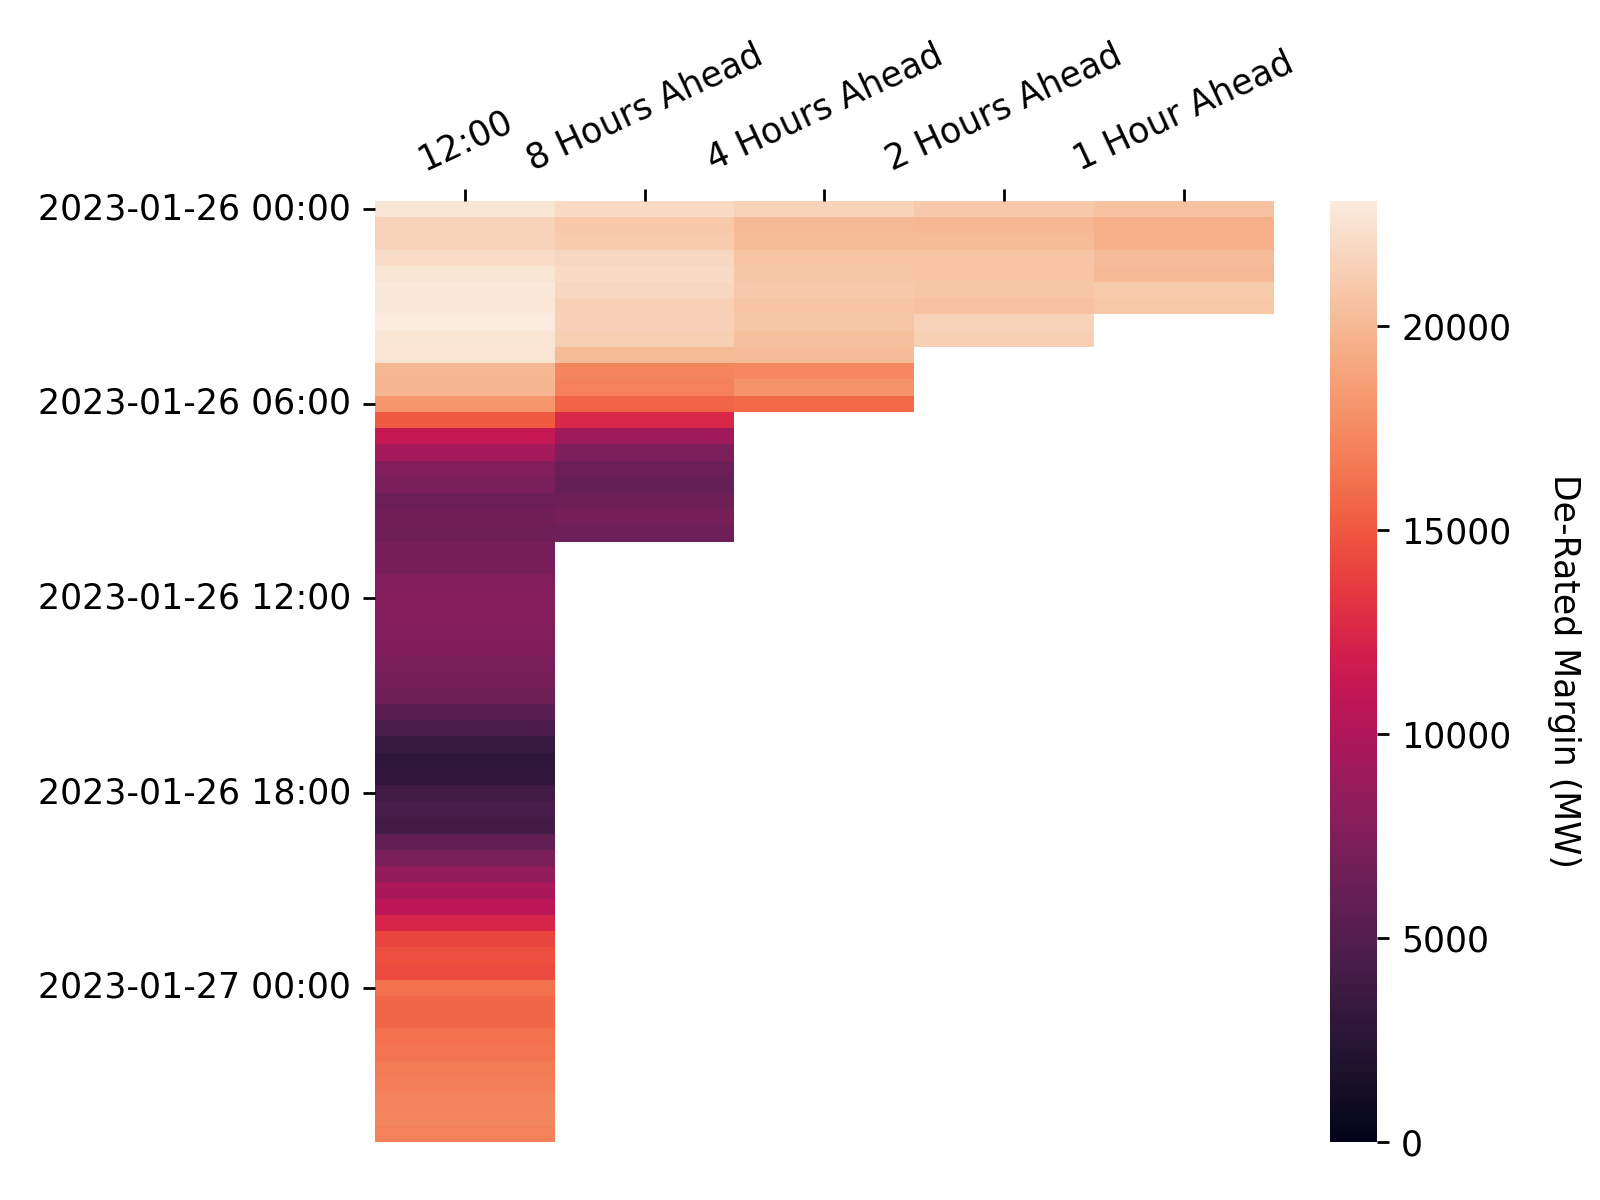 12:00
8 Hours Ahead
4 Hours Ahead
2 Hours Ahead
1 Hour Ahead
2023-01-26 00:00
2023-01-26 06:00
2023-01-26 12:00
2023-01-26 18:00
2023-01-27 00:00
20000
15000
10000
5000
0
De-Rated Margin (MW)